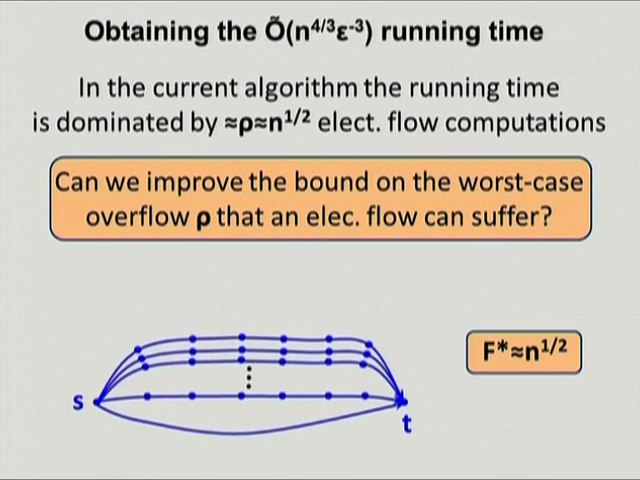 Obtaining the Õ(n^4/3 ε^-3) running time
In the current algorithm the running time
is dominated by ≈ρ≈n^1/2 elect. flow computations
Can we improve the bound on the worst-case
overflow ρ that an elec. flow can suffer?
F*≈n^1/2
s
t